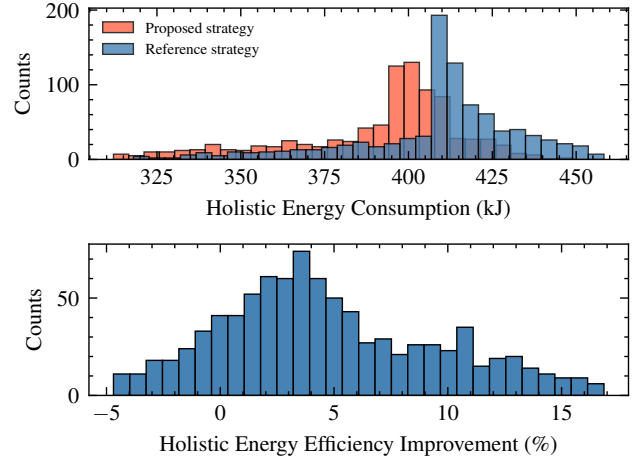 200
Proposed strategy
Reference strategy
Counts
100
0
325
350
375
400
425
450
Holistic Energy Consumption (kJ)
Counts
50
0
−5
0
5
10
15
Holistic Energy Efficiency Improvement (%)